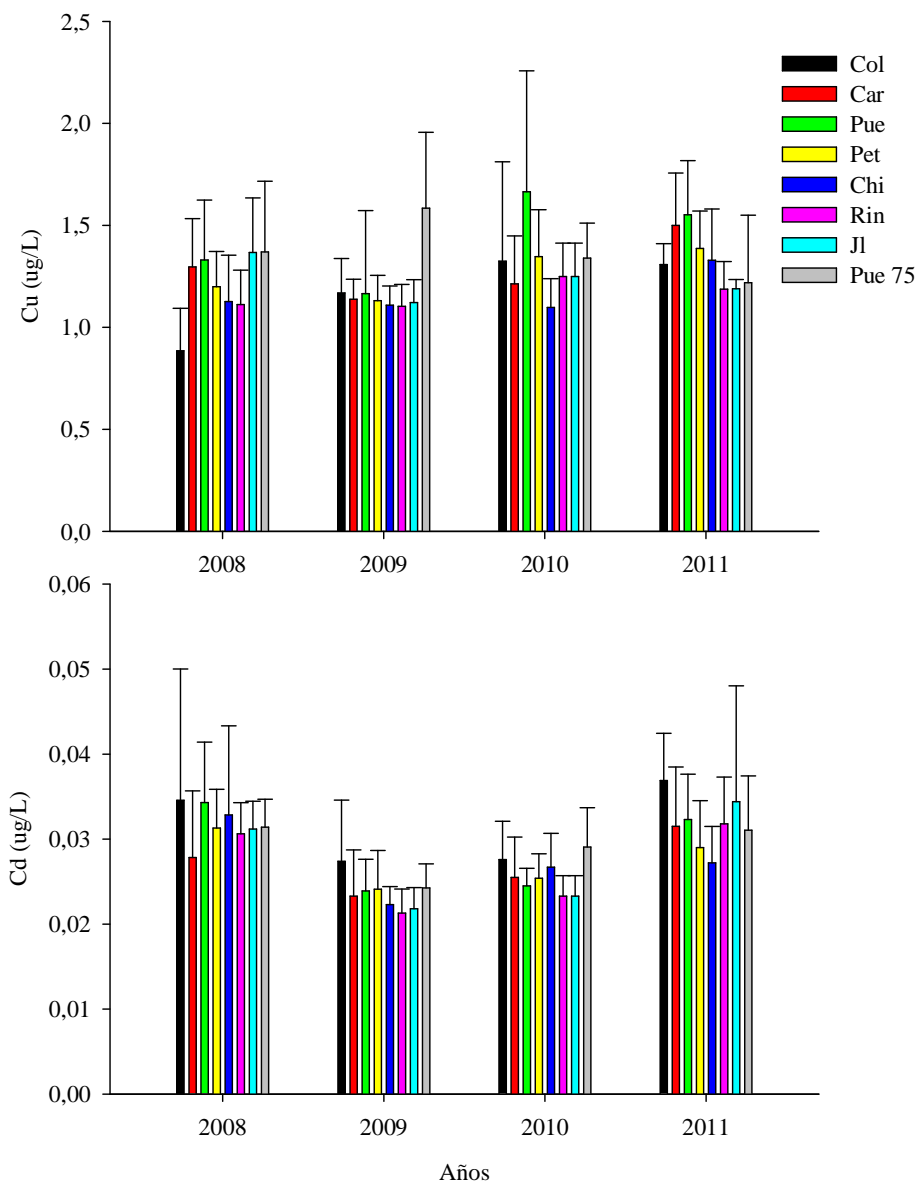 2,5
2,0
1,5
1,0
0,5
0,0
Cu (ug/L)
2008 2009 2010 2011
Col
Car
Pue
Pet
Chi
Rin
Jl
Pue 75
0,06
0,05
0,04
0,03
0,02
0,01
0,00
Cd (ug/L)
2008 2009 2010 2011
Años